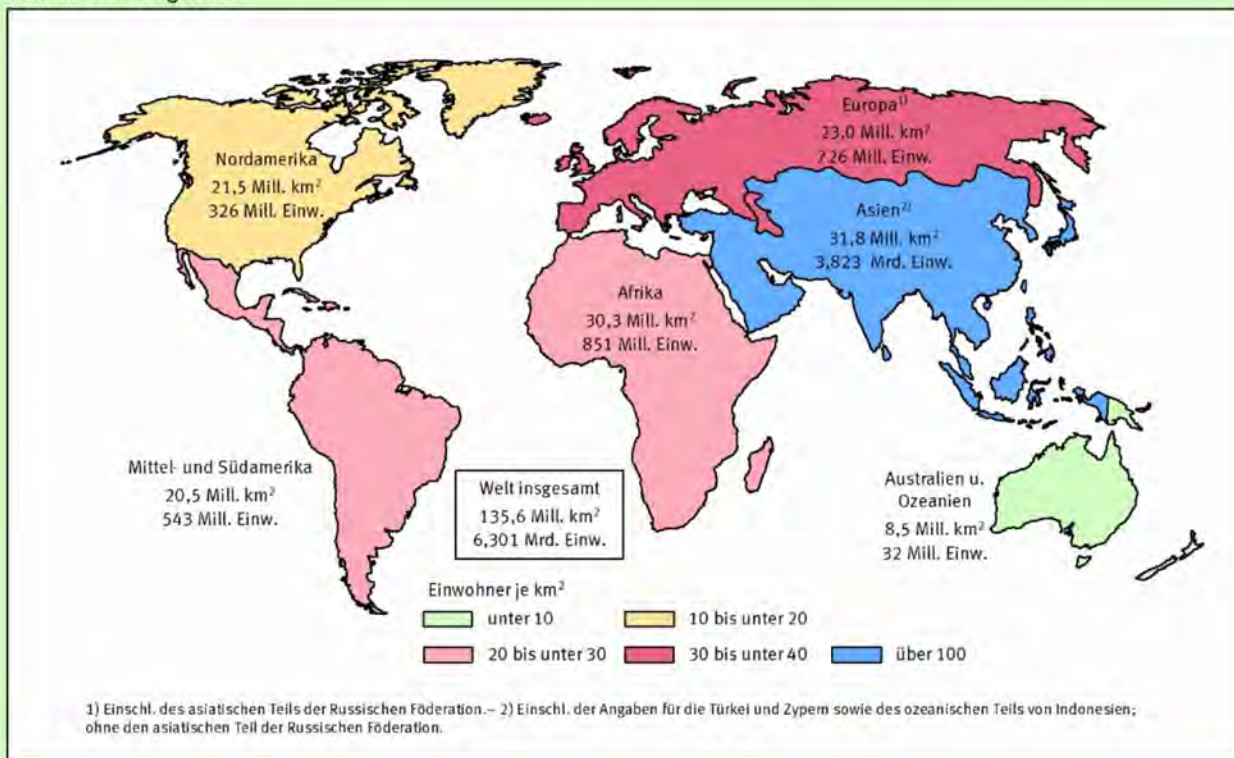 Nordamerika
21,5 Mill. km²
326 Mill. Einw.
Europa¹⁾
23,0 Mill. km²
726 Mill. Einw.
Asien²⁾
31,8 Mill. km²
3,823 Mrd. Einw.
Afrika
30,3 Mill. km²
851 Mill. Einw.
Mittel- und Südamerika
20,5 Mill. km²
543 Mill. Einw.
Welt insgesamt
135,6 Mill. km²
6,301 Mrd. Einw.
Australien u.
Ozeanien
8,5 Mill. km²
32 Mill. Einw.
Einwohner je km²
unter 10
10 bis unter 20
20 bis unter 30
30 bis unter 40
über 100
1) Einschl. des asiatischen Teils der Russischen Föderation.– 2) Einschl. der Angaben für die Türkei und Zypern sowie des ozeanischen Teils von Indonesien;
ohne den asiatischen Teil der Russischen Föderation.